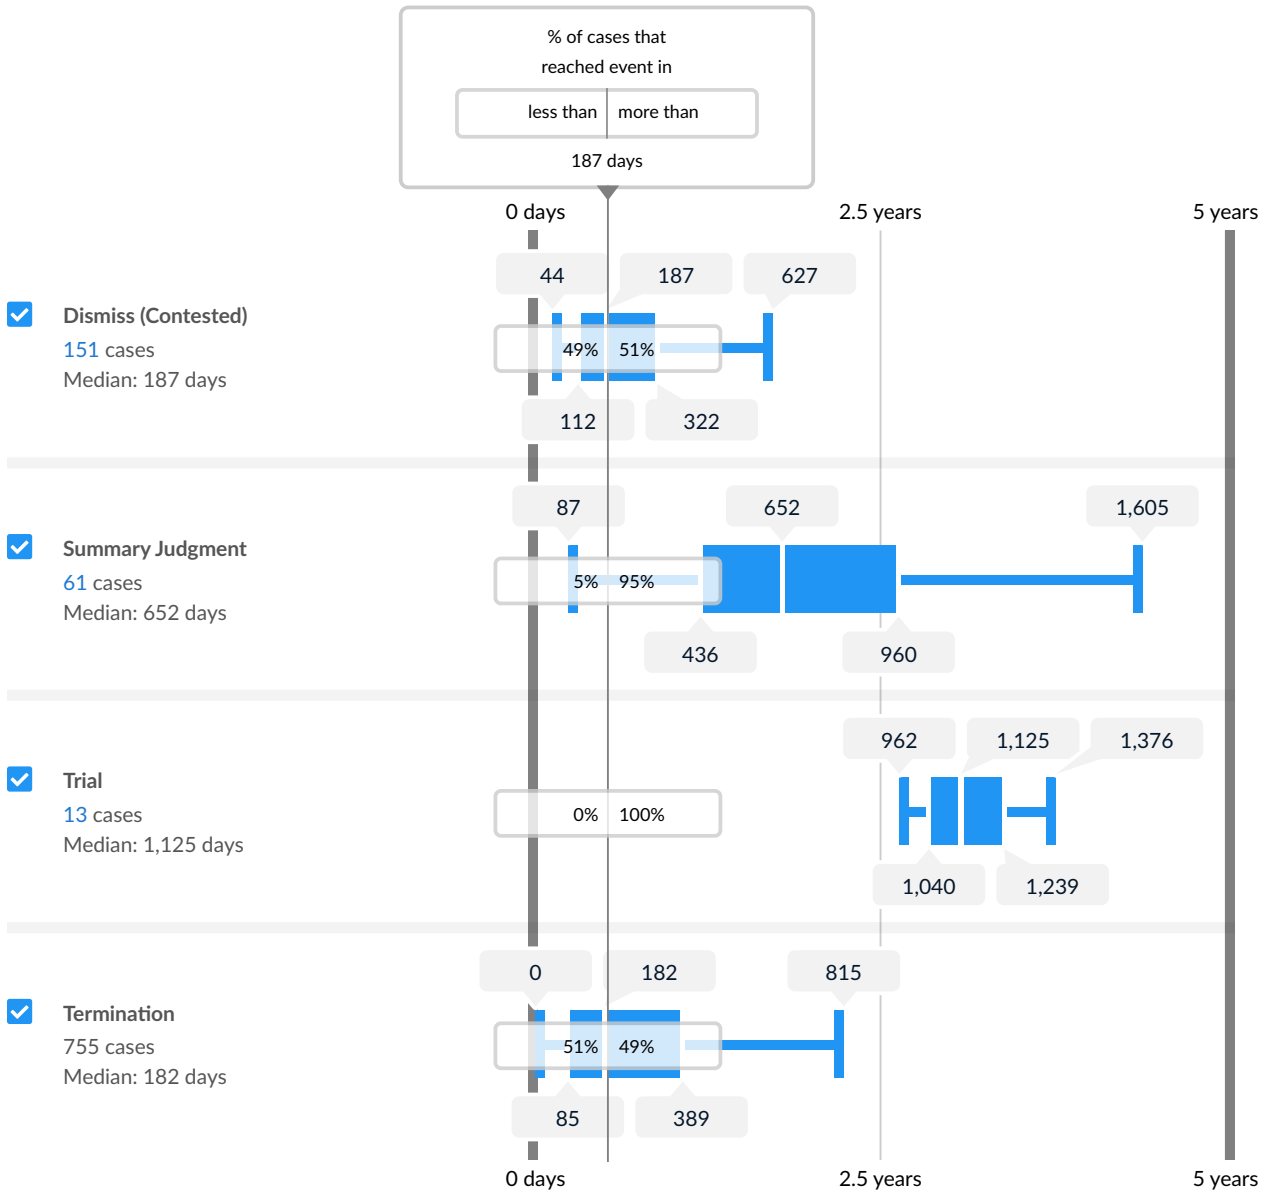 % of cases that
reached event in
less than more than
187 days
0 days 2.5 years 5 years
44 187 627
Dismiss (Contested)
151 cases
49% 51%
Median: 187 days
112 322
87 652 1,605
Summary Judgment
61 cases
5% 95%
Median: 652 days
436 960
962 1,125 1,376
Trial
13 cases
0% 100%
Median: 1,125 days
1,040 1,239
0 182 815
Termination
755 cases
51% 49%
Median: 182 days
85 389
0 days 2.5 years 5 years